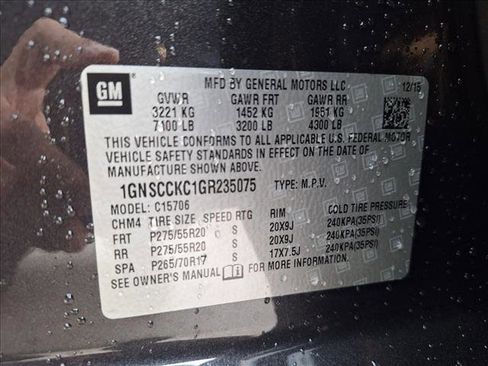 GM
MFD BY GENERAL MOTORS LLC 12/15
GVWR GAWR FRT GAWR RR
3221 KG 1452 KG 1951 KG
7100 LB 3200 LB 4300 LB
THIS VEHICLE CONFORMS TO ALL APPLICABLE U.S. FEDERAL MOTOR
VEHICLE SAFETY STANDARDS IN EFFECT ON THE DATE OF
MANUFACTURE SHOWN ABOVE.
1GNSCCKC1GR235075 TYPE: M.P.V.
MODEL: C15706
CHM4 TIRE SIZE SPEED RTG RIM COLD TIRE PRESSURE
FRT P275/55R20 S 20X9J 240KPA(35PSI)
RR P275/55R20 S 20X9J 240KPA(35PSI)
SPA P265/70R17 S 17X7.5J 240KPA(35PSI)
SEE OWNER'S MANUAL FOR MORE INFORMATION.